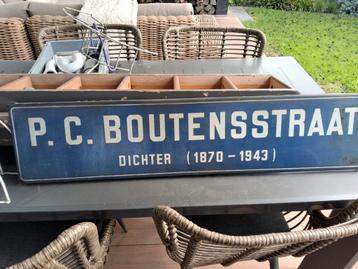 P. C. BOUTENSSTRAAT
DICHTER (1870 - 1943)